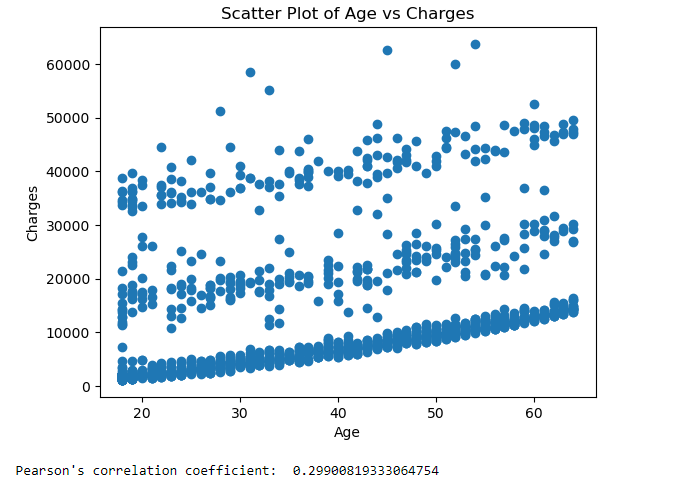 Scatter Plot of Age vs Charges
60000
50000
40000
30000
20000
10000
0
Charges
20 30 40 50 60
Age
Pearson's correlation coefficient: 0.29900819333064754